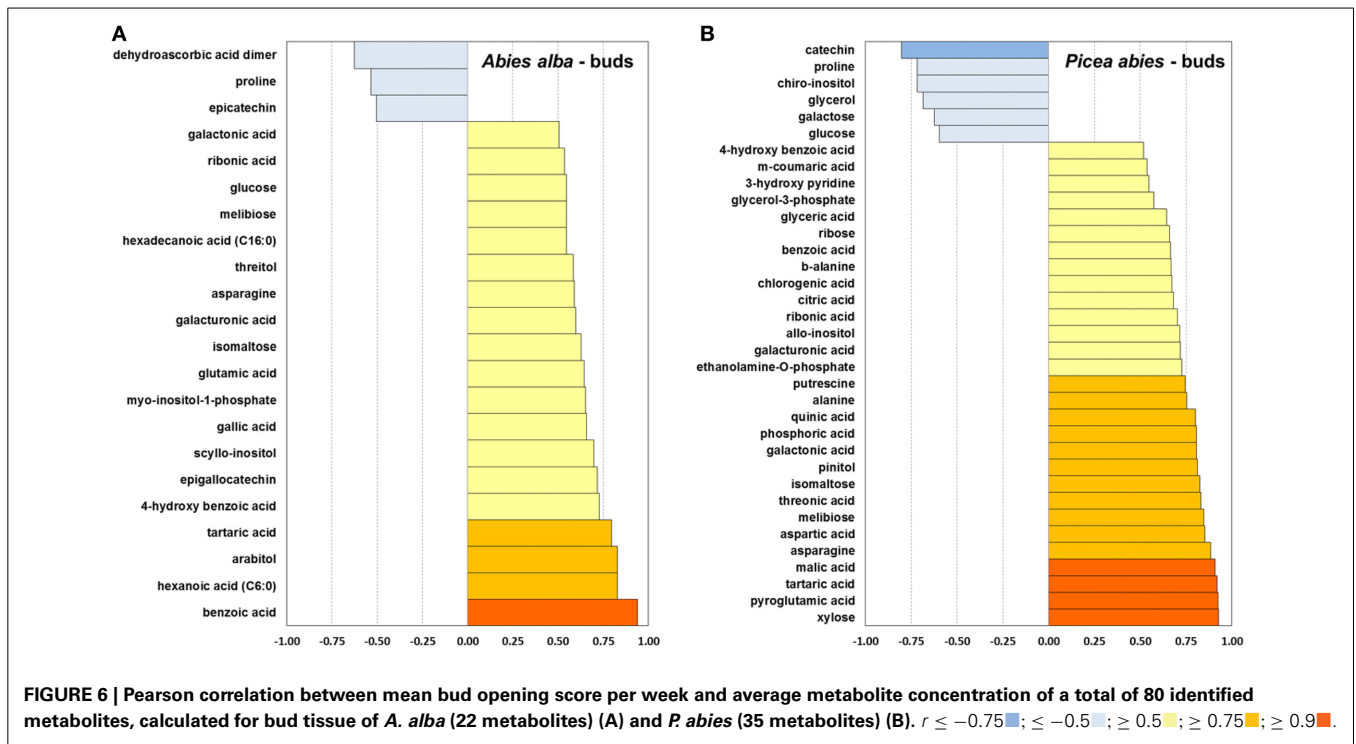 A
Abies alba - buds
dehydroascorbic acid dimer
proline
epicatechin
galactonic acid
ribonic acid
glucose
melibiose
hexadecanoic acid (C16:0)
threitol
asparagine
galacturonic acid
isomaltose
glutamic acid
myo-inositol-1-phosphate
gallic acid
scyllo-inositol
epigallocatechin
4-hydroxy benzoic acid
tartaric acid
arabitol
hexanoic acid (C6:0)
benzoic acid
-1.00 -0.75 -0.50 -0.25 0.00 0.25 0.50 0.75 1.00
B
Picea abies - buds
catechin
proline
chiro-inositol
glycerol
galactose
glucose
4-hydroxy benzoic acid
m-coumaric acid
3-hydroxy pyridine
glycerol-3-phosphate
glyceric acid
ribose
benzoic acid
b-alanine
chlorogenic acid
citric acid
ribonic acid
allo-inositol
galacturonic acid
ethanolamine-O-phosphate
putrescine
alanine
quinic acid
phosphoric acid
galactonic acid
pinitol
isomaltose
threonic acid
melibiose
aspartic acid
asparagine
malic acid
tartaric acid
pyroglutamic acid
xylose
-1.00 -0.75 -0.50 -0.25 0.00 0.25 0.50 0.75 1.00
FIGURE 6 | Pearson correlation between mean bud opening score per week and average metabolite concentration of a total of 80 identified
metabolites, calculated for bud tissue of A. alba (22 metabolites) (A) and P. abies (35 metabolites) (B). r ≤ −0.75; ≤ −0.5; ≥ 0.5; ≥ 0.75; ≥ 0.9.